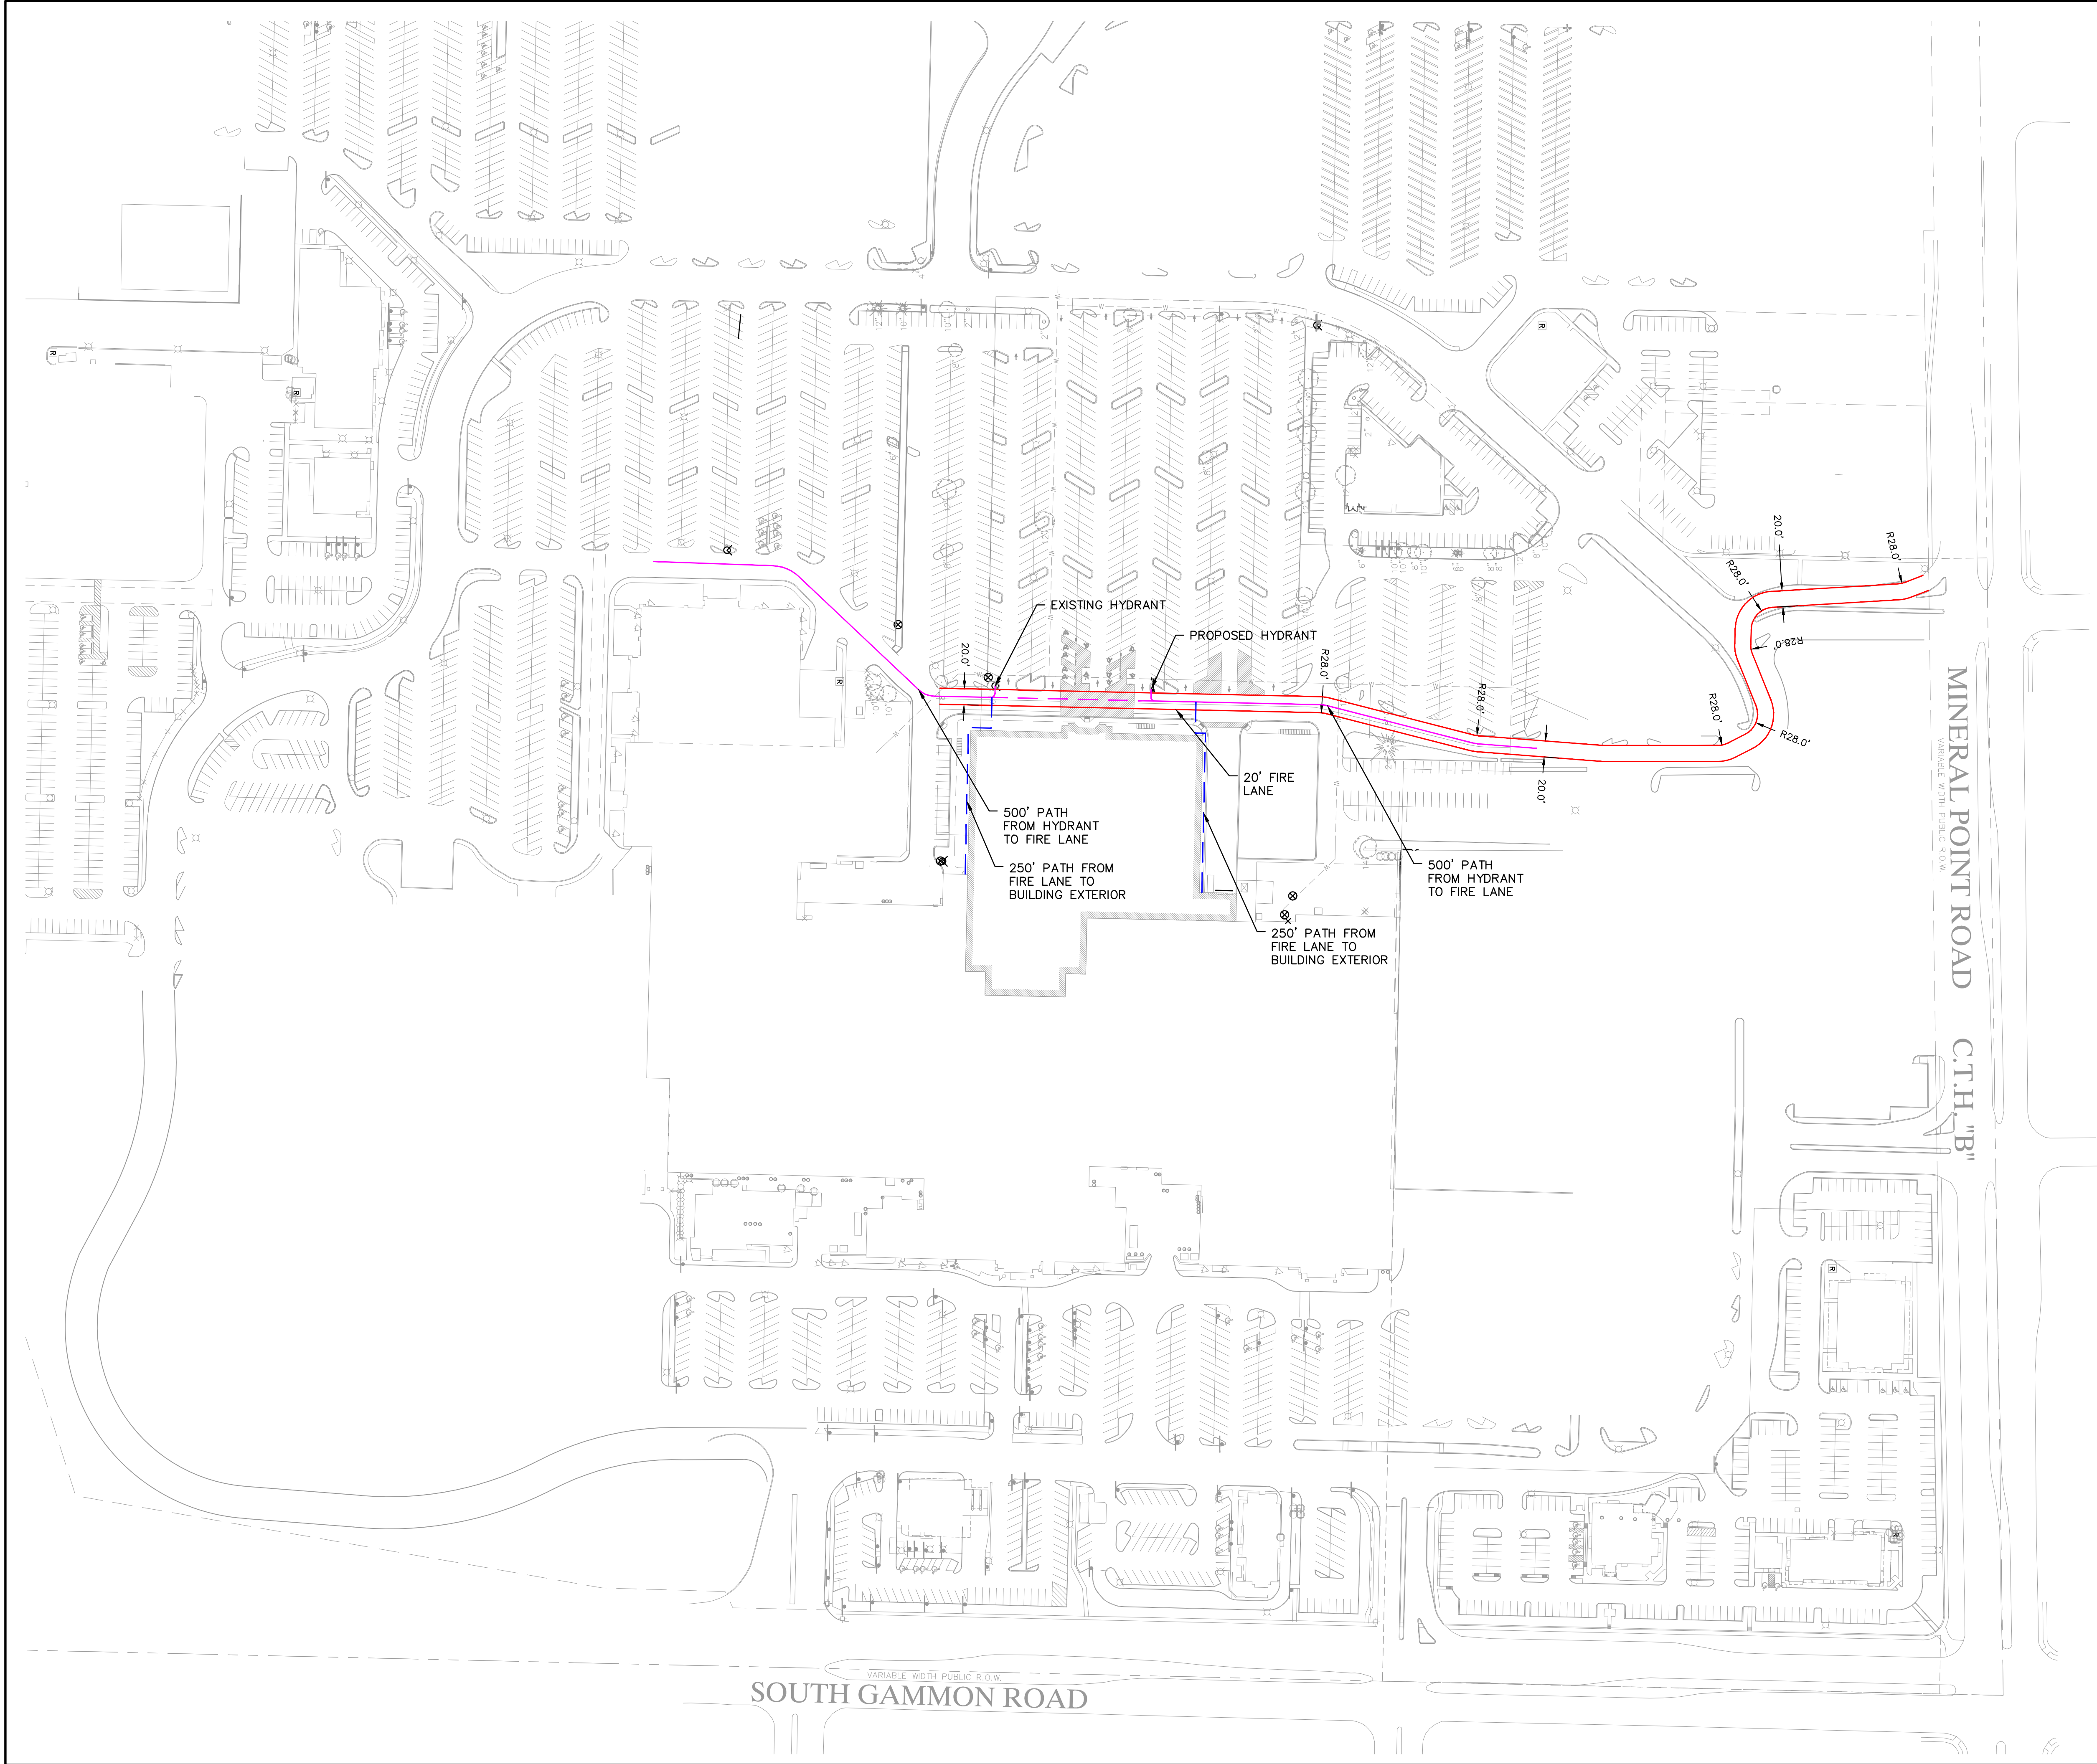 EXISTING HYDRANT
PROPOSED HYDRANT
20.0'
R28.0'
R28.0'
20.0'
R28.0'
R28.0'
R28.0'
R28.0'
R28.0'
20.0'
20' FIRE
LANE
500' PATH
FROM HYDRANT
TO FIRE LANE
250' PATH FROM
FIRE LANE TO
BUILDING EXTERIOR
500' PATH
FROM HYDRANT
TO FIRE LANE
250' PATH FROM
FIRE LANE TO
BUILDING EXTERIOR
MINERAL POINT ROAD C.T.H. "B"
VARIABLE WIDTH PUBLIC R.O.W.
VARIABLE WIDTH PUBLIC R.O.W.
SOUTH GAMMON ROAD
R
R
R
R
R
R